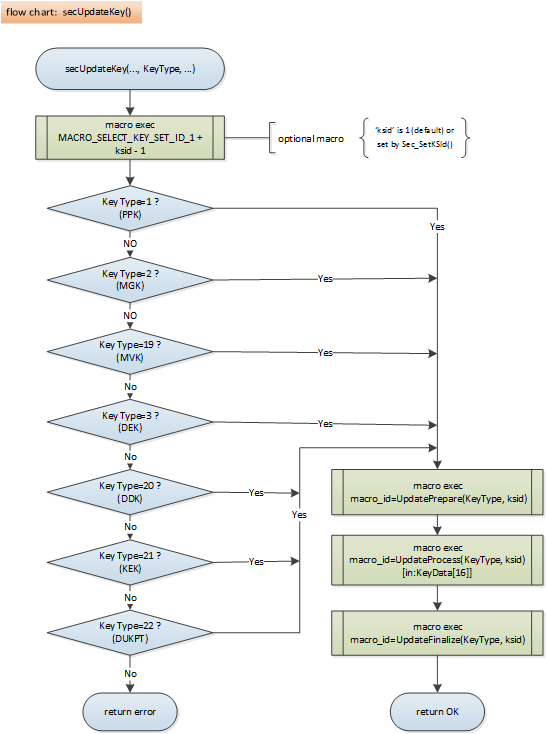 flow chart: secUpdateKey()
secUpdateKey(..., KeyType, ...)
macro exec
MACRO_SELECT_KEY_SET_ID_1 +
ksid - 1
optional macro
'ksid' is 1 (default) or
set by Sec_SetKSId()
Key Type=1 ?
(PPK)
Yes
NO
Key Type=2 ?
(MGK)
Yes
NO
Key Type=19 ?
(MVK)
Yes
No
Key Type=3 ?
(DEK)
Yes
No
Key Type=20 ?
(DDK)
Yes
Yes
No
Key Type=21 ?
(KEK)
Yes
No
Key Type=22 ?
(DUKPT)
No
return error
macro exec
macro_id=UpdatePrepare(KeyType, ksid)
macro exec
macro_id=UpdateProcess(KeyType, ksid)
[in:KeyData[16]]
macro exec
macro_id=UpdateFinalize(KeyType, ksid)
return OK